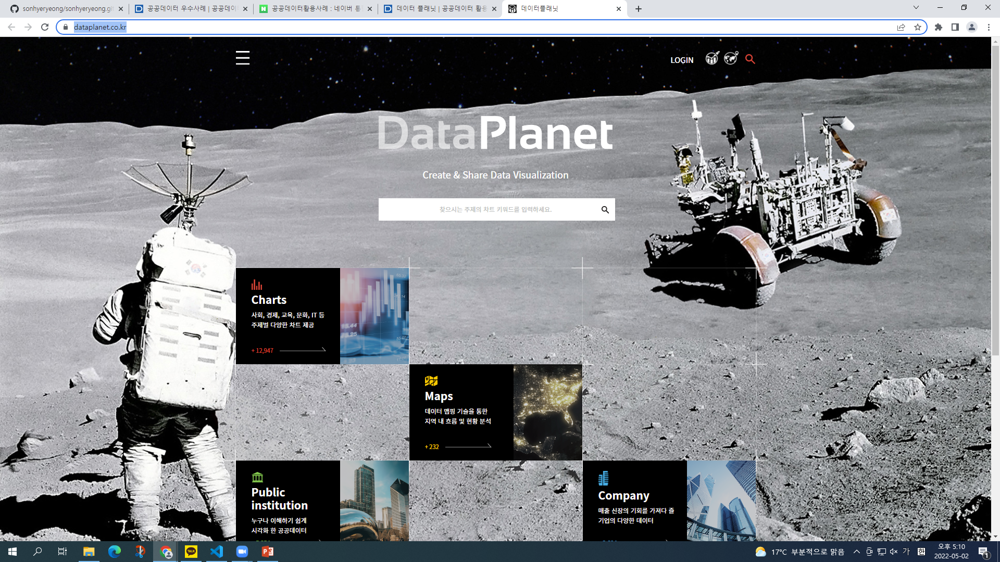 sonhyeryeong/sonhyeryeong.git
공공데이터 우수사례 | 공공데이
공공데이터활용사례 : 네이버 통
데이터 플래닛 | 공공데이터 활용
데이터플래닛
dataplanet.co.kr
LOGIN
DataPlanet
Create & Share Data Visualization
찾으시는 주제의 차트 키워드를 입력하세요.
Charts
사회, 경제, 교육, 문화, IT 등
주제별 다양한 차트 제공
+ 12,947
Maps
데이터 맵핑 기술을 통한
지역 내 흐름 및 현황 분석
+ 232
Public
institution
누구나 이해하기 쉽게
시각화 한 공공데이터
Company
매출 신장의 기회를 가져다 줄
기업의 다양한 데이터
TALK
17°C 부분적으로 맑음
가
한
오후 5:10
2022-05-02
1